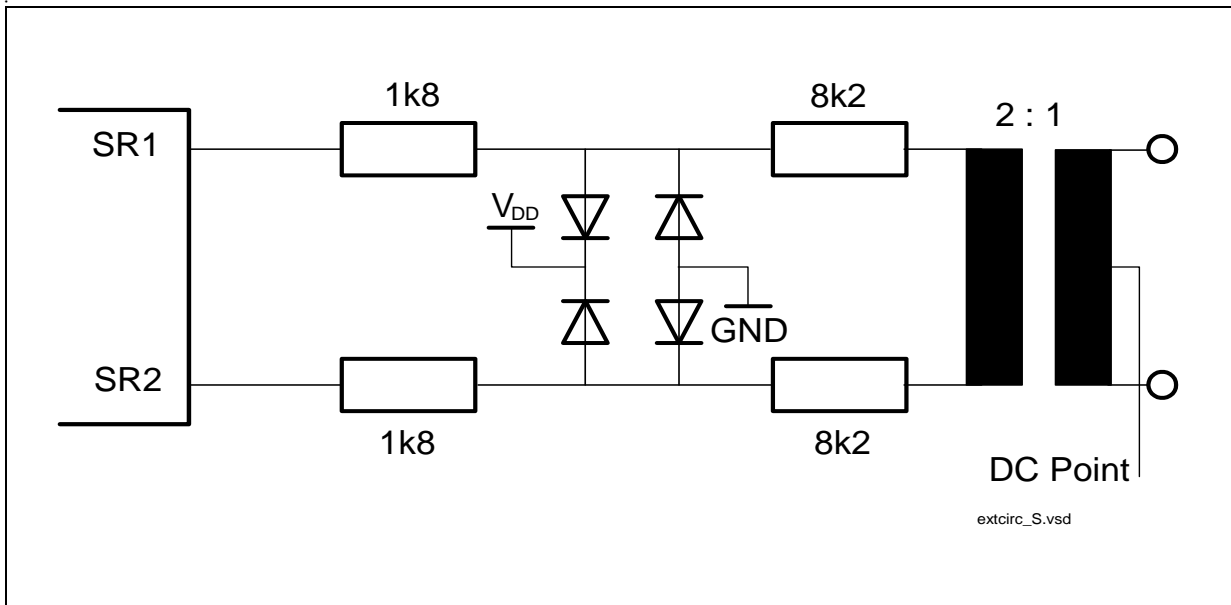 1k8
8k2
2 : 1
SR1
VDD
GND
SR2
1k8
8k2
DC Point
extcirc_S.vsd